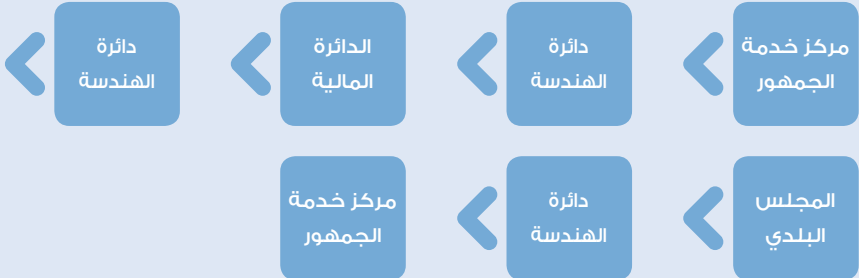 مركز خدمة
الجمهور
دائرة
الهندسة
الدائرة
المالية
دائرة
الهندسة
المجلس
البلدي
دائرة
الهندسة
مركز خدمة
الجمهور